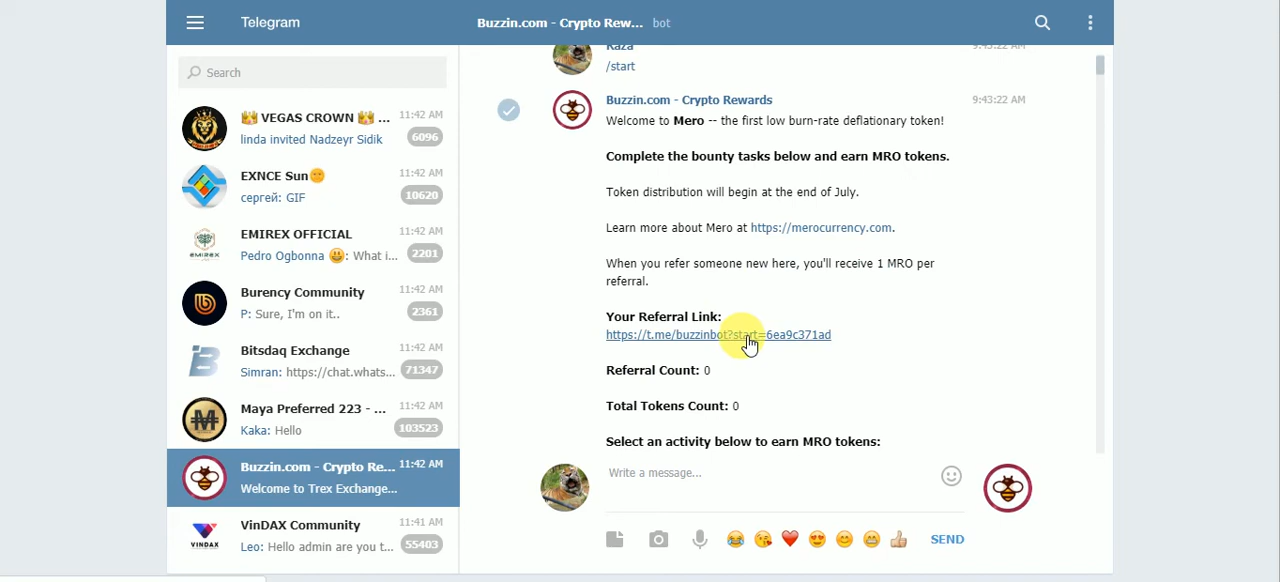 Telegram
Buzzin.com - Crypto Rew... bot
Search
👑 VEGAS CROWN 👑 ... 11:42 AM
linda invited Nadzeyr Sidik 6096
EXNCE Sun🌞 11:42 AM
сергей: GIF 10620
EMIREX OFFICIAL 11:42 AM
EMIREX
Pedro Ogbonna 😀: What i... 2201
Burency Community 11:42 AM
P: Sure, I'm on it.. 2361
Bitsdaq Exchange 11:42 AM
Simran: https://chat.whats... 71347
Maya Preferred 223 - ... 11:42 AM
Kaka: Hello 103523
Buzzin.com - Crypto Re... 11:42 AM
Welcome to Trex Exchange...
VinDAX Community 11:41 AM
VINDAX
Leo: Hello admin are you t... 55403
Raza 9:43:22 AM
/start
Buzzin.com - Crypto Rewards 9:43:22 AM
Welcome to Mero -- the first low burn-rate deflationary token!
Complete the bounty tasks below and earn MRO tokens.
Token distribution will begin at the end of July.
Learn more about Mero at https://merocurrency.com.
When you refer someone new here, you'll receive 1 MRO per
referral.
Your Referral Link:
https://t.me/buzzinbot?start=6ea9c371ad
Referral Count: 0
Total Tokens Count: 0
Select an activity below to earn MRO tokens:
Write a message...
SEND